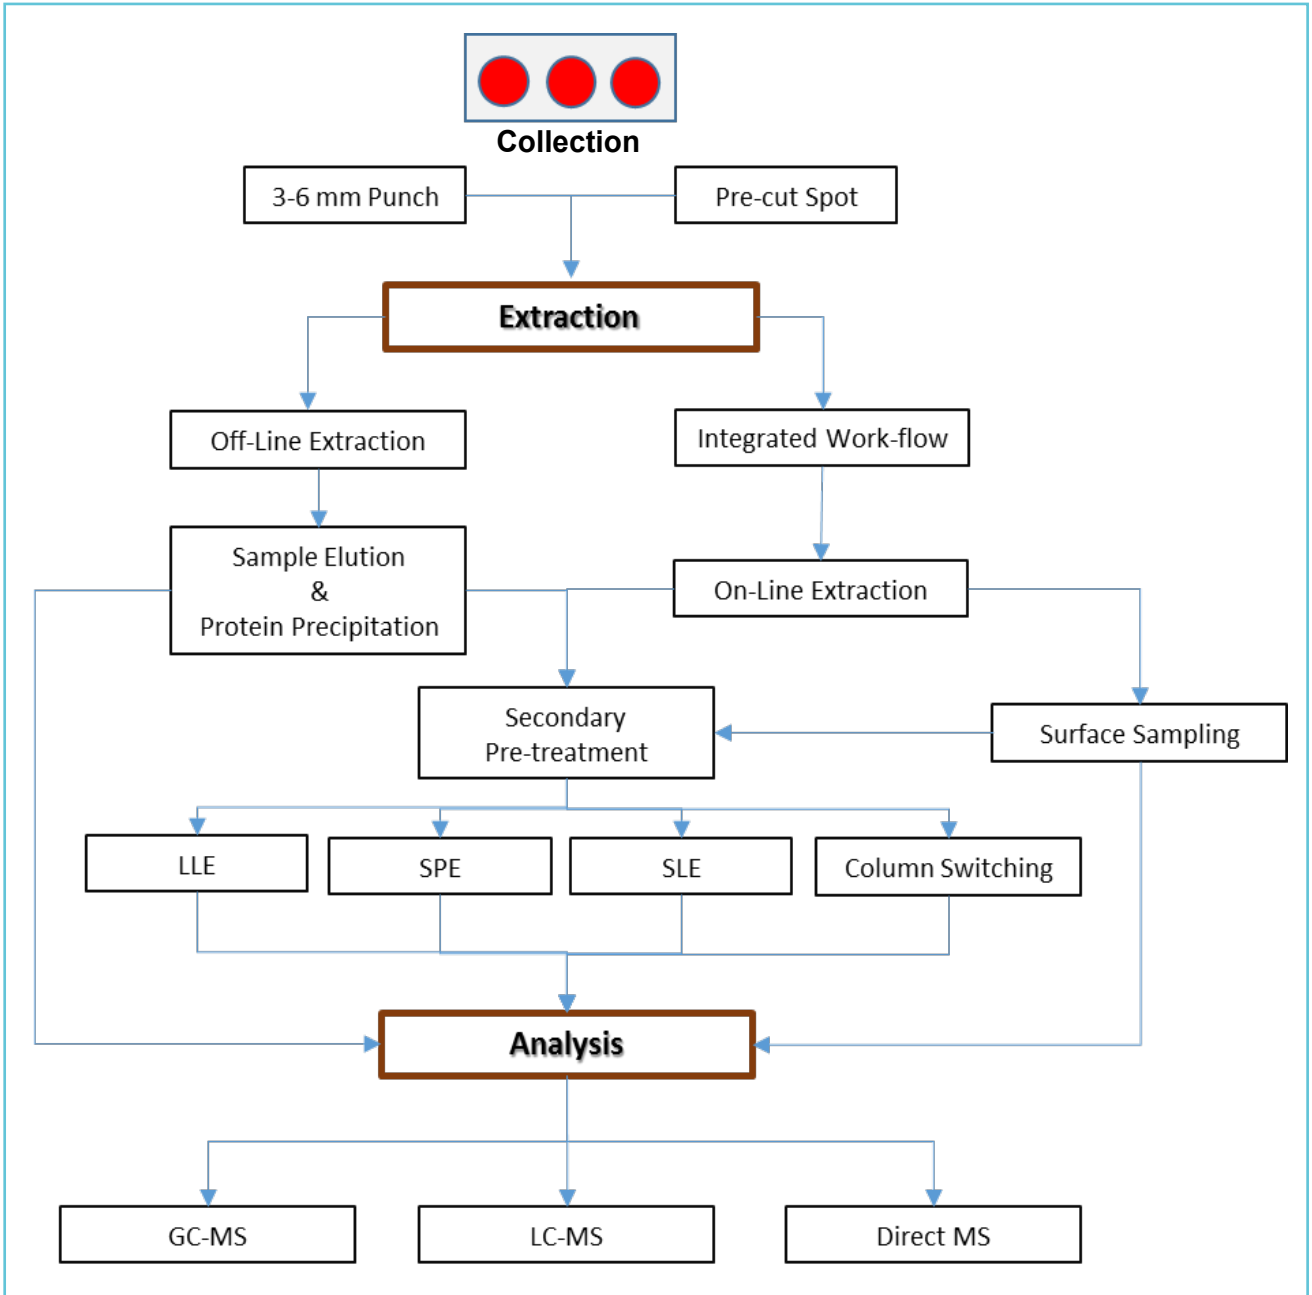 Collection
3-6 mm Punch
Pre-cut Spot
Extraction
Off-Line Extraction
Integrated Work-flow
Sample Elution
&
Protein Precipitation
On-Line Extraction
Secondary
Pre-treatment
Surface Sampling
LLE
SPE
SLE
Column Switching
Analysis
GC-MS
LC-MS
Direct MS